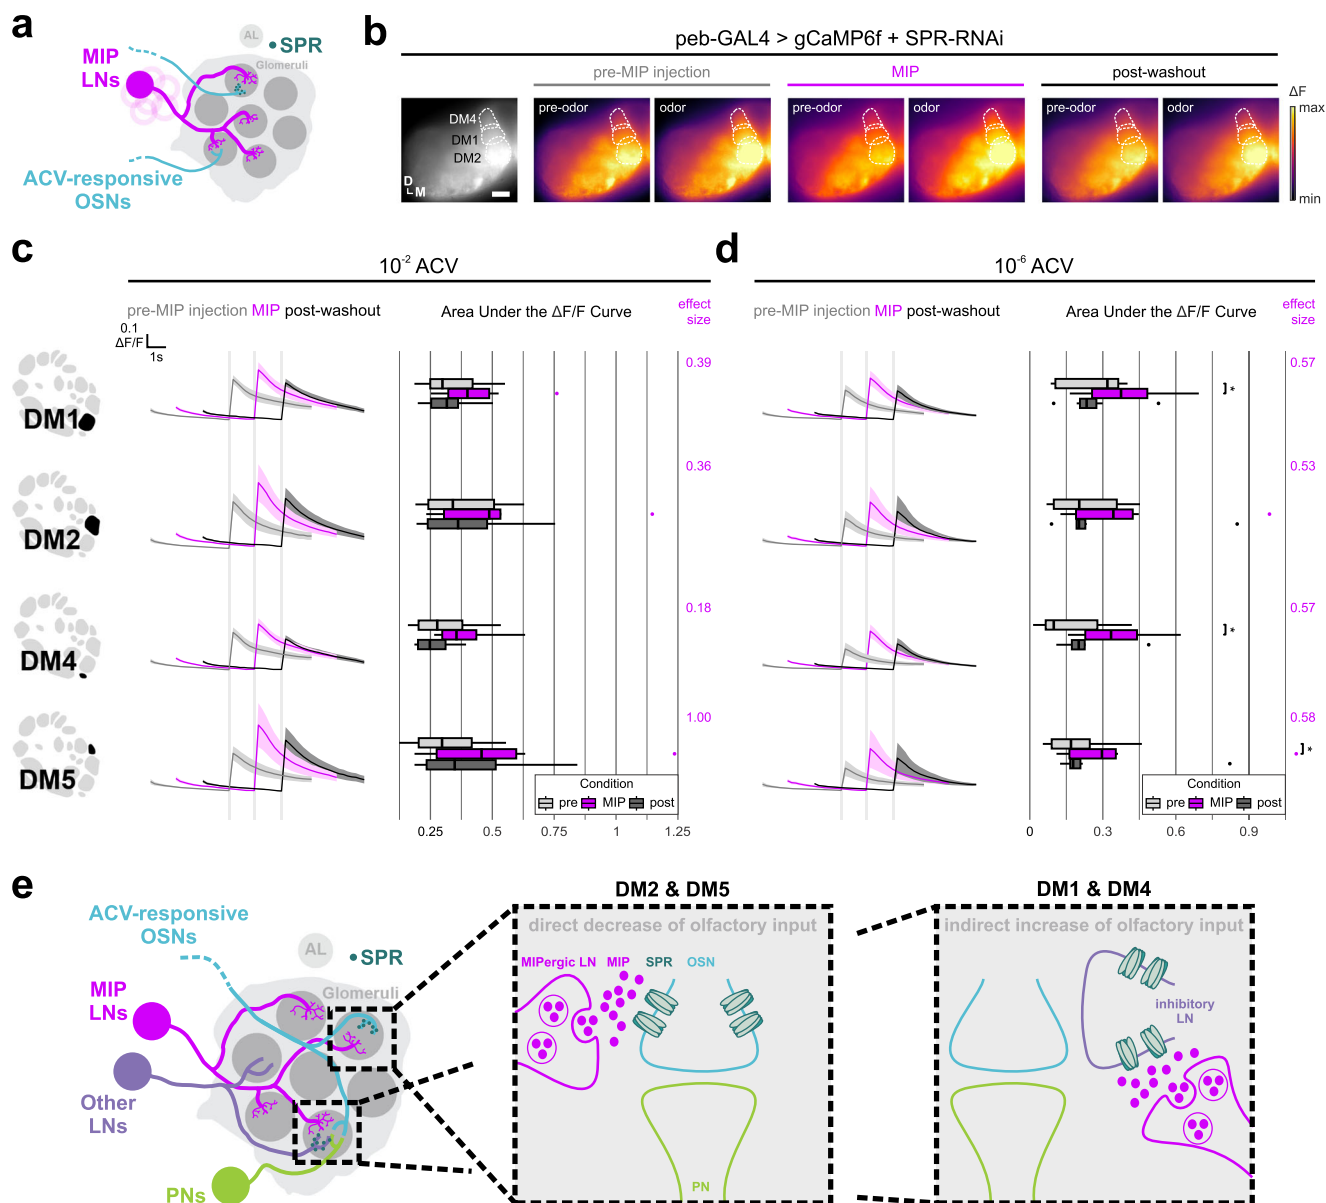 a
AL
SPR
Glomeruli
MIP
LNs
ACV-responsive
OSNs
b
peb-GAL4 > gCaMP6f + SPR-RNAi
pre-MIP injection
MIP
post-washout
DM4
DM1
DM2
D
M
pre-odor
odor
pre-odor
odor
pre-odor
odor
ΔF
max
min
c
10⁻² ACV
pre-MIP injection MIP post-washout
Area Under the ΔF/F Curve
effect
size
0.1
ΔF/F
1s
DM1
0.39
DM2
0.36
DM4
0.18
DM5
1.00
Condition
pre MIP post
0.25 0.5 0.75 1 1.25
d
10⁻⁶ ACV
pre-MIP injection MIP post-washout
Area Under the ΔF/F Curve
effect
size
0.57
*
0.53
0.57
*
0.58
*
Condition
pre MIP post
0 0.3 0.6 0.9
e
ACV-responsive
OSNs
AL
SPR
Glomeruli
MIP
LNs
Other
LNs
PNs
DM2 & DM5
direct decrease of olfactory input
MIPergic LN MIP SPR OSN
PN
DM1 & DM4
indirect increase of olfactory input
inhibitory
LN